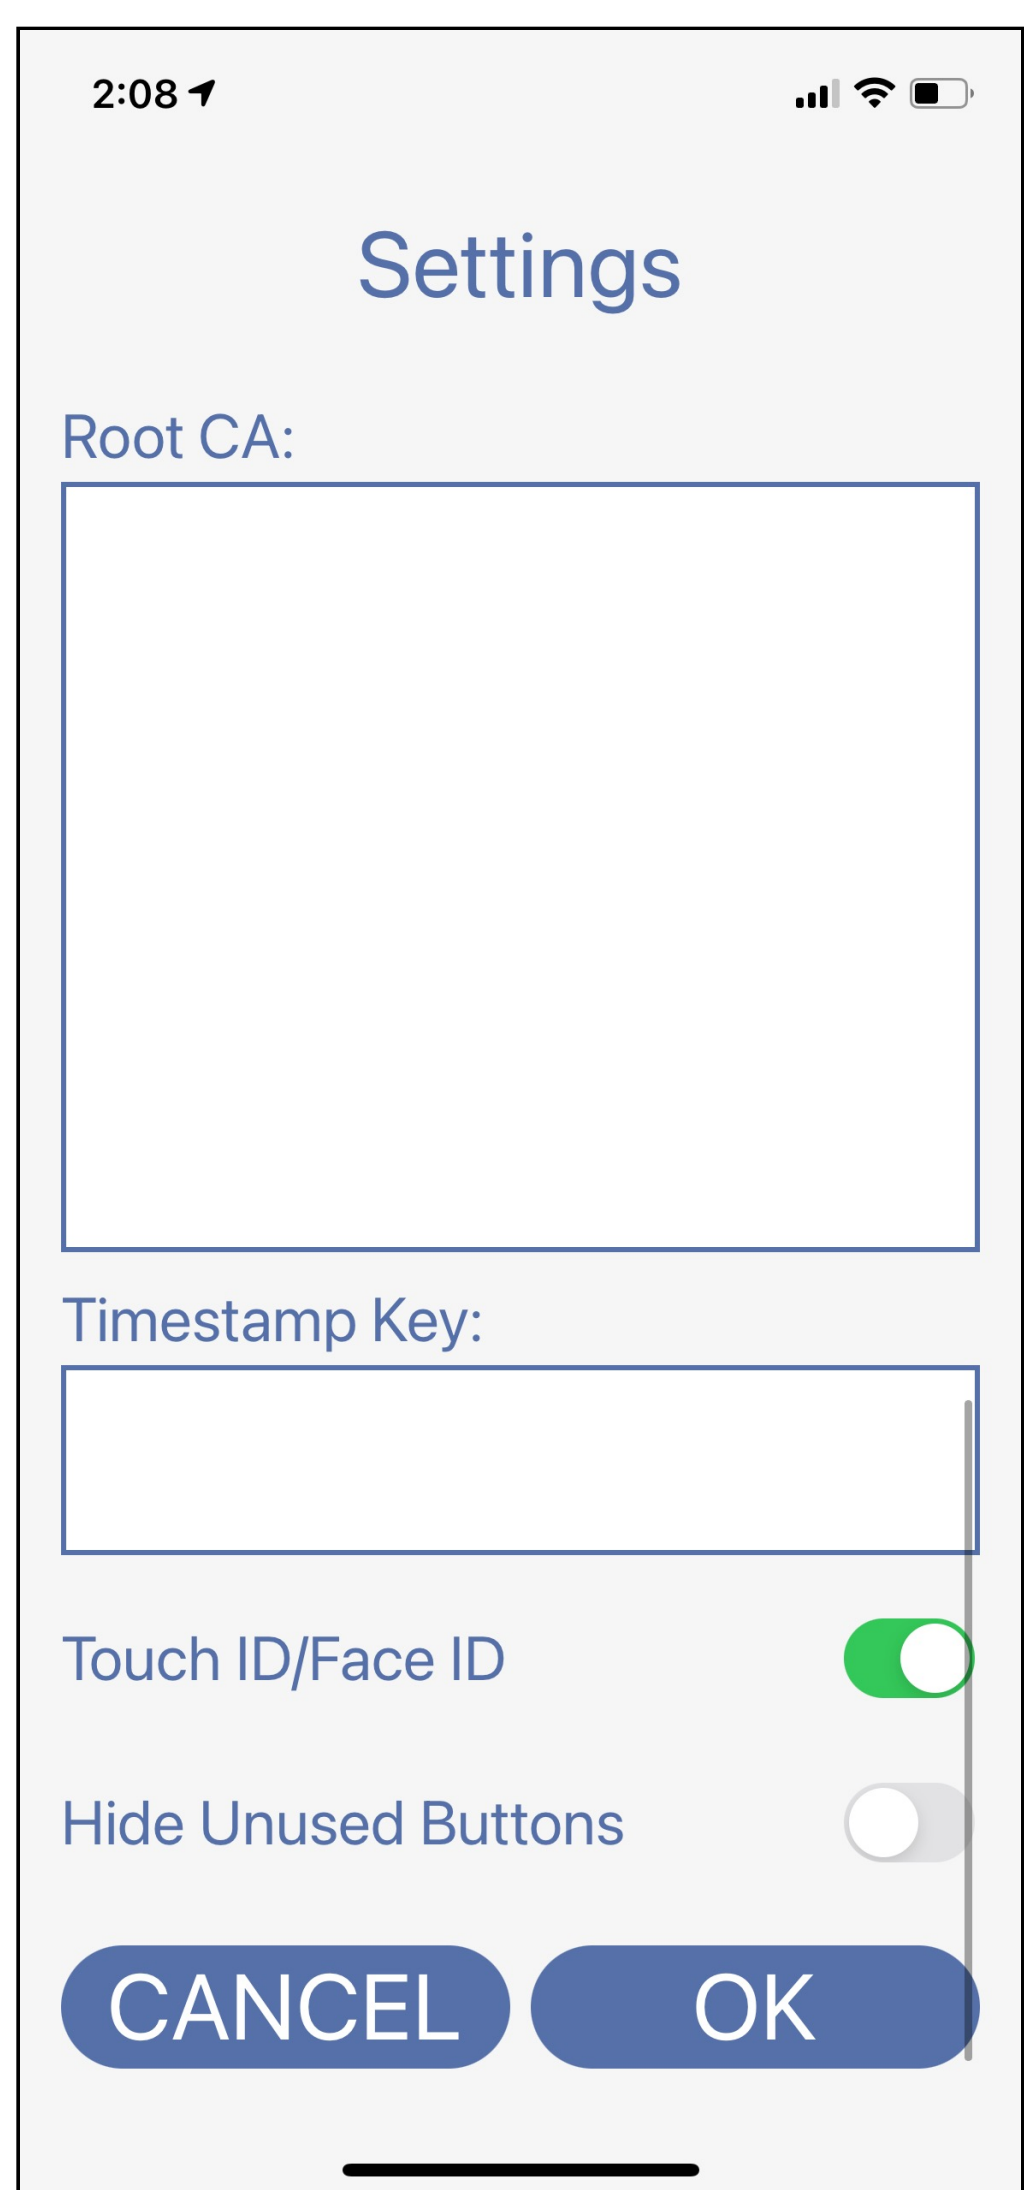 2:08
Settings
Root CA:
Timestamp Key:
Touch ID/Face ID
Hide Unused Buttons
CANCEL
OK